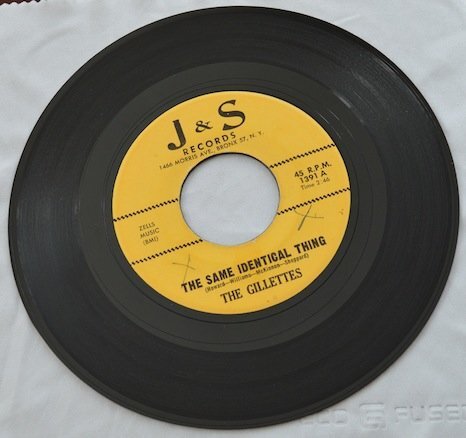 J & S
RECORDS
1466 MORRIS AVE., BRONX 57, N.Y.
45 R.P.M.
1391 A
Time 2:46
ZELLS
MUSIC
(BMI)
THE SAME IDENTICAL THING
(Howard—Williams—McKinnon—Sheppard)
THE GILLETTES